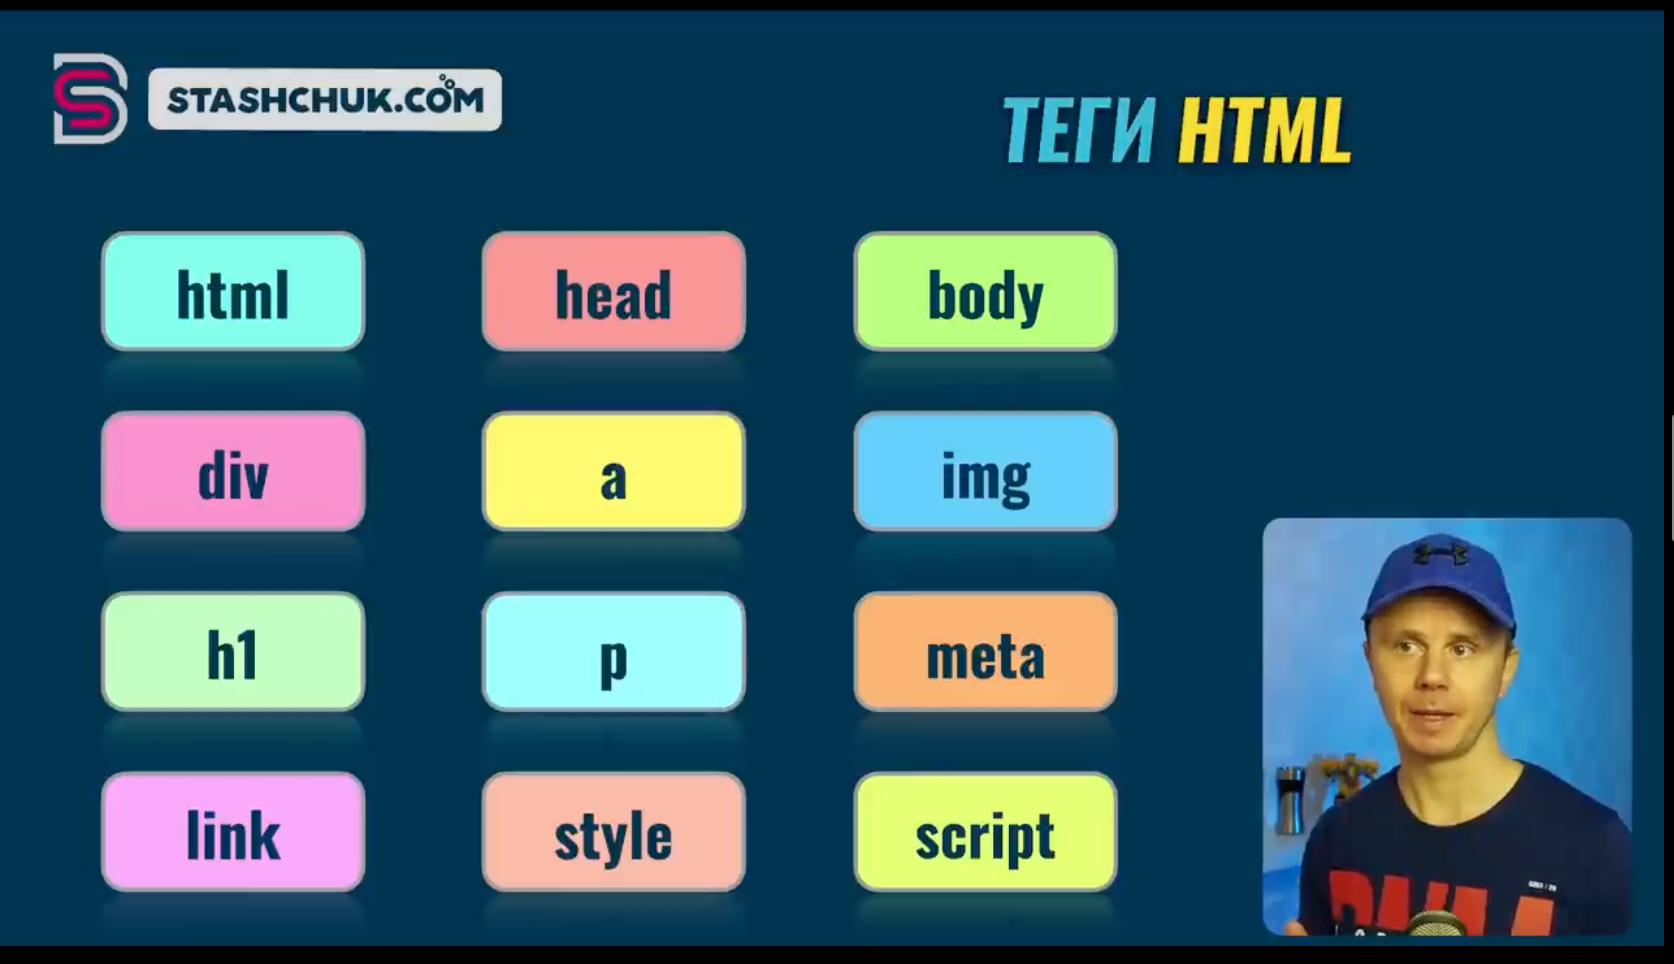 STASHCHUK.COM
ТЕГИ HTML
html
head
body
div
a
img
h1
p
meta
link
style
script